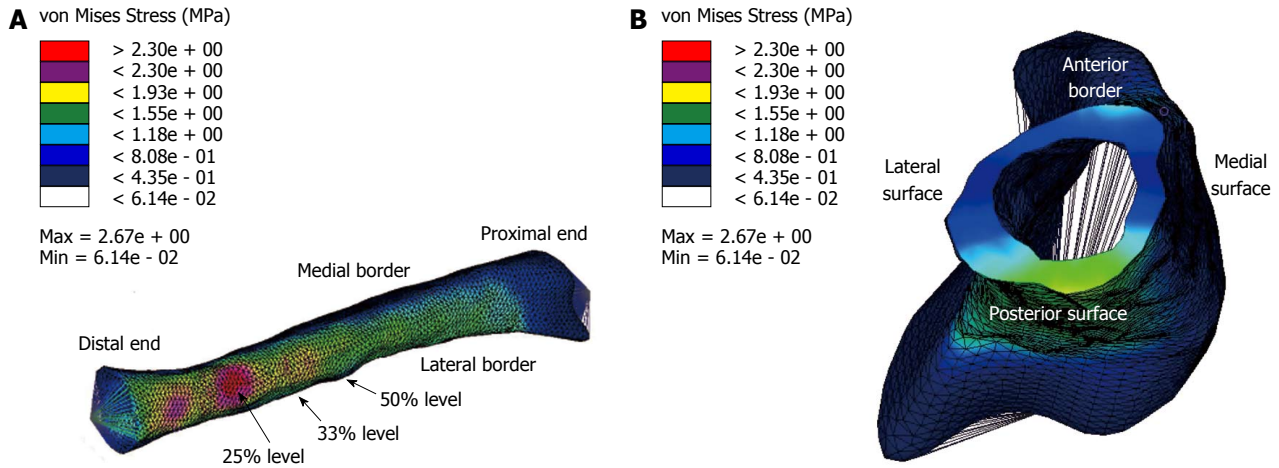 A
von Mises Stress (MPa)
> 2.30e + 00
< 2.30e + 00
< 1.93e + 00
< 1.55e + 00
< 1.18e + 00
< 8.08e - 01
< 4.35e - 01
< 6.14e - 02
Max = 2.67e + 00
Min = 6.14e - 02
Proximal end
Medial border
Distal end
Lateral border
50% level
33% level
25% level
B
von Mises Stress (MPa)
> 2.30e + 00
< 2.30e + 00
< 1.93e + 00
< 1.55e + 00
< 1.18e + 00
< 8.08e - 01
< 4.35e - 01
< 6.14e - 02
Max = 2.67e + 00
Min = 6.14e - 02
Anterior
border
Lateral
surface
Medial
surface
Posterior surface